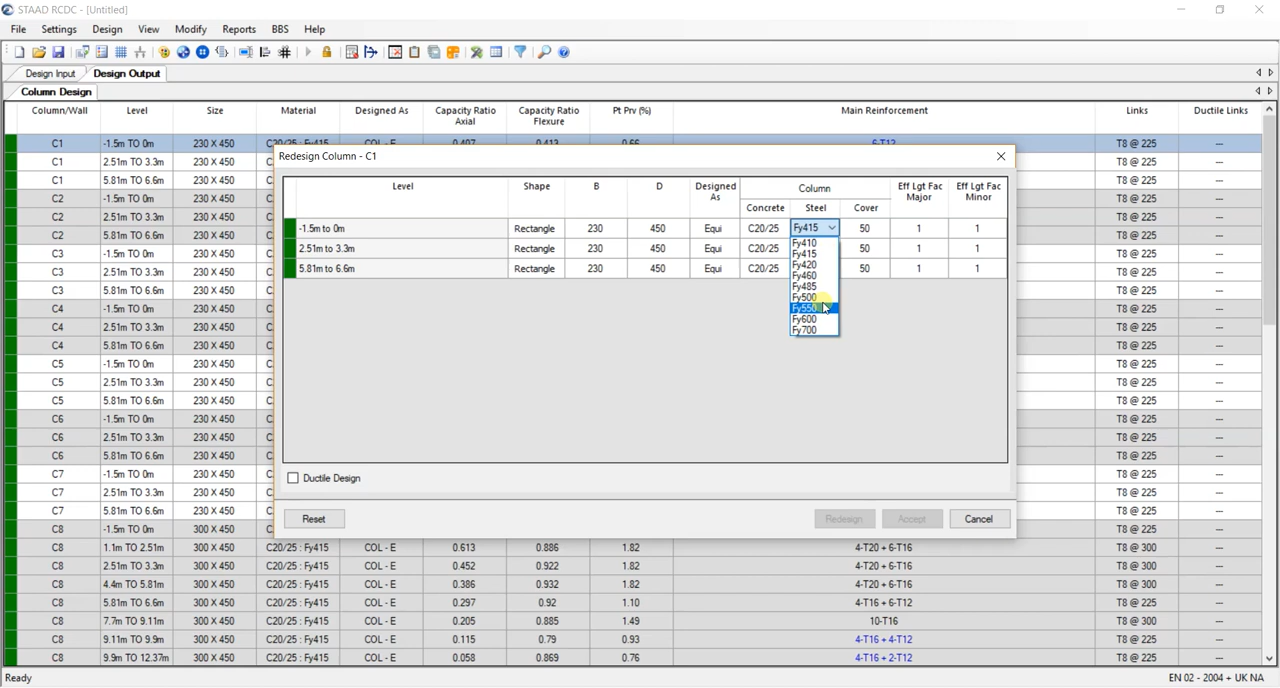 STAAD RCDC - [Untitled]
File Settings Design View Modify Reports BBS Help
Design Input Design Output
Column Design
Column/Wall Level Size Material Designed As Capacity Ratio Axial Capacity Ratio Flexure Pt Prv (%) Main Reinforcement Links Ductile Links
C1 -1.5m TO 0m 230 X 450 C20/25 : Fy415 COL - E 0.407 0.413 0.66 6-T12 T8 @ 225 ---
C1 2.51m TO 3.3m 230 X 450 T8 @ 225 ---
C1 5.81m TO 6.6m 230 X 450 T8 @ 225 ---
C2 -1.5m TO 0m 230 X 450 T8 @ 225 ---
C2 2.51m TO 3.3m 230 X 450 T8 @ 225 ---
C2 5.81m TO 6.6m 230 X 450 T8 @ 225 ---
C3 -1.5m TO 0m 230 X 450 T8 @ 225 ---
C3 2.51m TO 3.3m 230 X 450 T8 @ 225 ---
C3 5.81m TO 6.6m 230 X 450 T8 @ 225 ---
C4 -1.5m TO 0m 230 X 450 T8 @ 225 ---
C4 2.51m TO 3.3m 230 X 450 T8 @ 225 ---
C4 5.81m TO 6.6m 230 X 450 T8 @ 225 ---
C5 -1.5m TO 0m 230 X 450 T8 @ 225 ---
C5 2.51m TO 3.3m 230 X 450 T8 @ 225 ---
C5 5.81m TO 6.6m 230 X 450 T8 @ 225 ---
C6 -1.5m TO 0m 230 X 450 T8 @ 225 ---
C6 2.51m TO 3.3m 230 X 450 T8 @ 225 ---
C6 5.81m TO 6.6m 230 X 450 T8 @ 225 ---
C7 -1.5m TO 0m 230 X 450 T8 @ 225 ---
C7 2.51m TO 3.3m 230 X 450 T8 @ 225 ---
C7 5.81m TO 6.6m 230 X 450 T8 @ 225 ---
C8 -1.5m TO 0m 300 X 450 T8 @ 225 ---
C8 1.1m TO 2.51m 300 X 450 C20/25 : Fy415 COL - E 0.613 0.886 1.82 4-T20 + 6-T16 T8 @ 300 ---
C8 2.51m TO 3.3m 300 X 450 C20/25 : Fy415 COL - E 0.452 0.922 1.82 4-T20 + 6-T16 T8 @ 300 ---
C8 4.4m TO 5.81m 300 X 450 C20/25 : Fy415 COL - E 0.386 0.932 1.82 4-T20 + 6-T16 T8 @ 300 ---
C8 5.81m TO 6.6m 300 X 450 C20/25 : Fy415 COL - E 0.297 0.92 1.10 4-T16 + 6-T12 T8 @ 225 ---
C8 7.7m TO 9.11m 300 X 450 C20/25 : Fy415 COL - E 0.205 0.885 1.49 10-T16 T8 @ 300 ---
C8 9.11m TO 9.9m 300 X 450 C20/25 : Fy415 COL - E 0.115 0.79 0.93 4-T16 + 4-T12 T8 @ 225 ---
C8 9.9m TO 12.37m 300 X 450 C20/25 : Fy415 COL - E 0.058 0.869 0.76 4-T16 + 2-T12 T8 @ 225 ---
Redesign Column - C1
Level Shape B D Designed As Column Concrete Steel Cover Eff Lgt Fac Major Eff Lgt Fac Minor
-1.5m to 0m Rectangle 230 450 Equi C20/25 Fy415 50 1 1
2.51m to 3.3m Rectangle 230 450 Equi C20/25 50 1 1
5.81m to 6.6m Rectangle 230 450 Equi C20/25 50 1 1
Fy410
Fy415
Fy420
Fy460
Fy485
Fy500
Fy550
Fy600
Fy700
Ductile Design
Reset Redesign Accept Cancel
Ready EN 02 - 2004 + UK NA